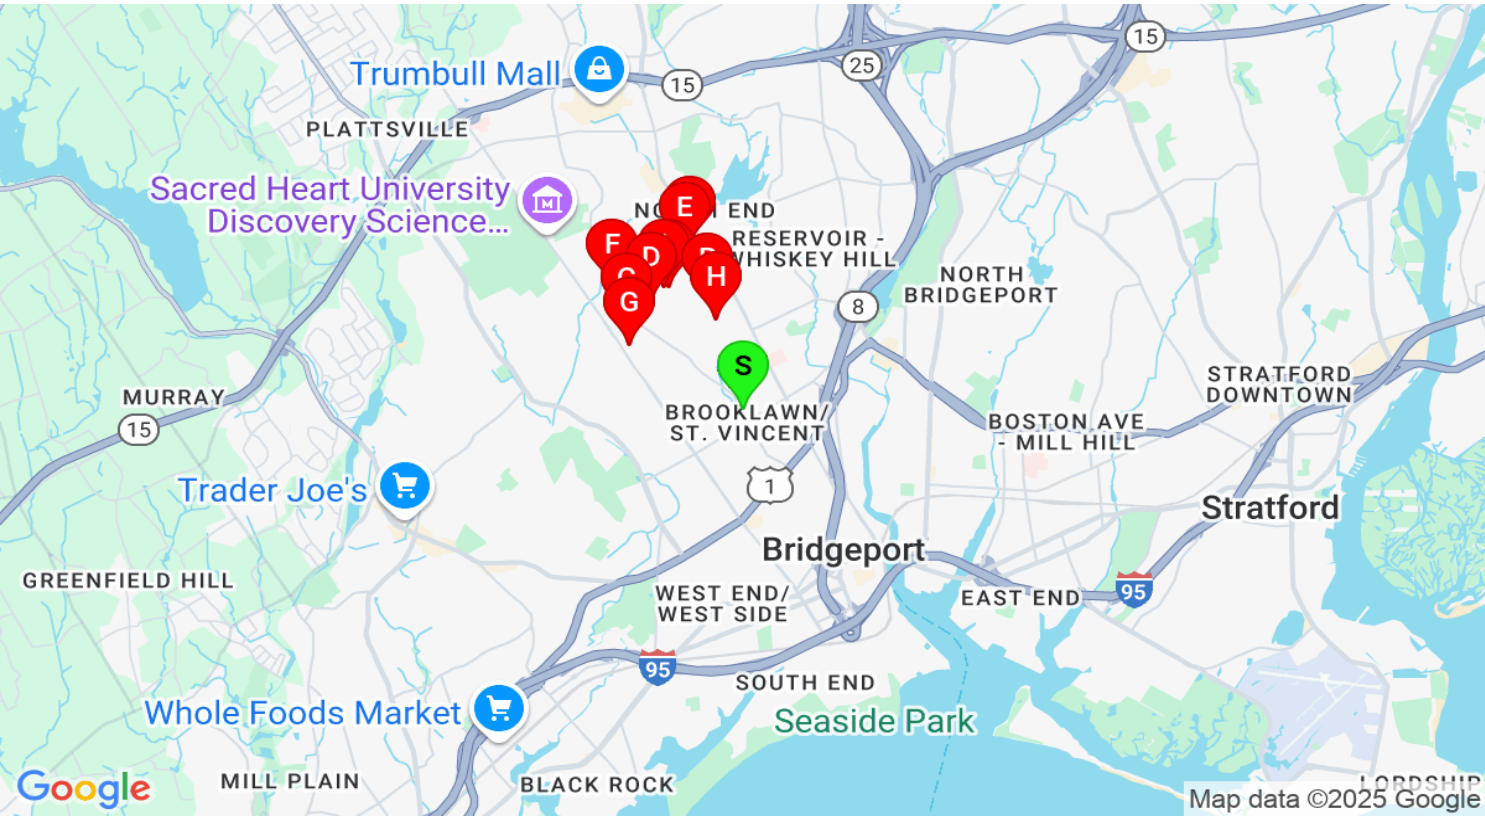 15
25
Trumbull Mall
15
PLATTSVILLE
Sacred Heart University
Discovery Science...
E
END
F
RESERVOIR -
WHISKEY HILL
D
H
NORTH
BRIDGEPORT
G
8
S
STRATFORD
DOWNTOWN
MURRAY
BROOKLAWN/
ST. VINCENT
BOSTON AVE
- MILL HILL
15
Trader Joe's
1
Stratford
Bridgeport
GREENFIELD HILL
WEST END/
WEST SIDE
EAST END
95
95
SOUTH END
Whole Foods Market
Seaside Park
MILL PLAIN
BLACK ROCK
LORDSHIP
Google
Map data ©2025 Google